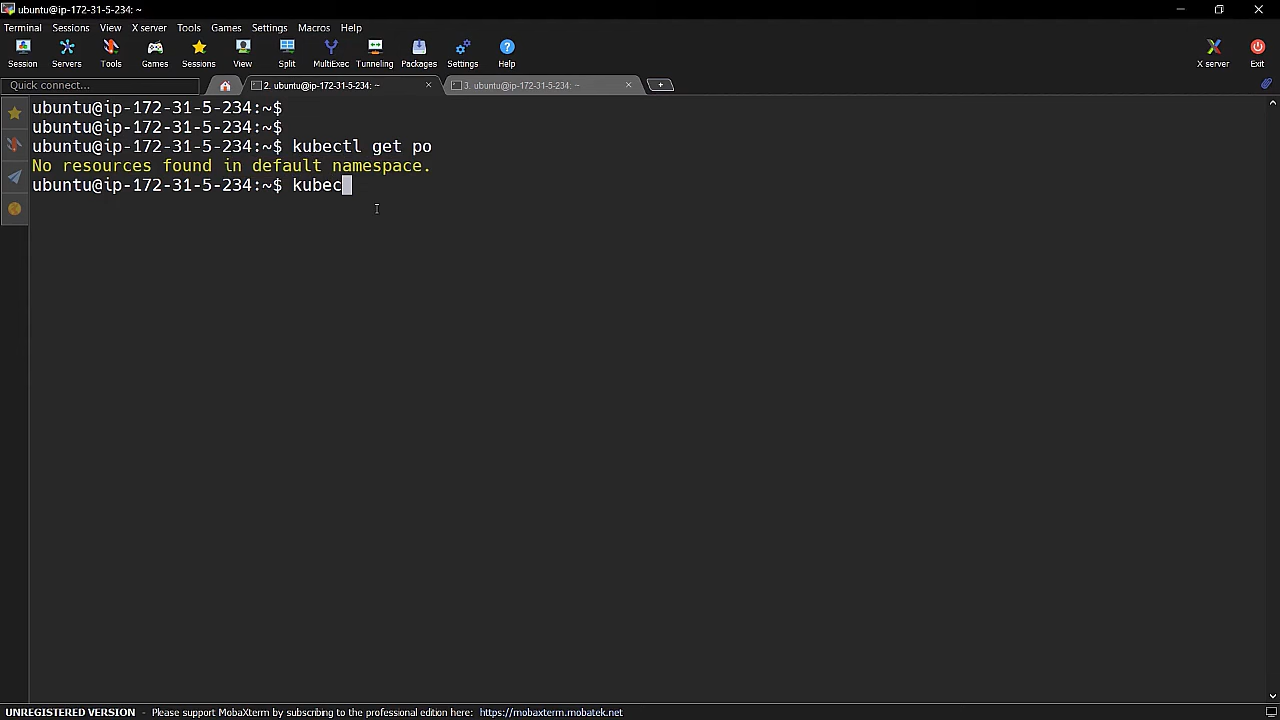 ubuntu@ip-172-31-5-234: ~
Terminal Sessions View X server Tools Games Settings Macros Help
Session Servers Tools Games Sessions View Split MultiExec Tunneling Packages Settings Help X server Exit
Quick connect... 2. ubuntu@ip-172-31-5-234: ~ 3. ubuntu@ip-172-31-5-234: ~
ubuntu@ip-172-31-5-234:~$
ubuntu@ip-172-31-5-234:~$
ubuntu@ip-172-31-5-234:~$ kubectl get po
No resources found in default namespace.
ubuntu@ip-172-31-5-234:~$ kubec
UNREGISTERED VERSION - Please support MobaXterm by subscribing to the professional edition here: https://mobaxterm.mobatek.net